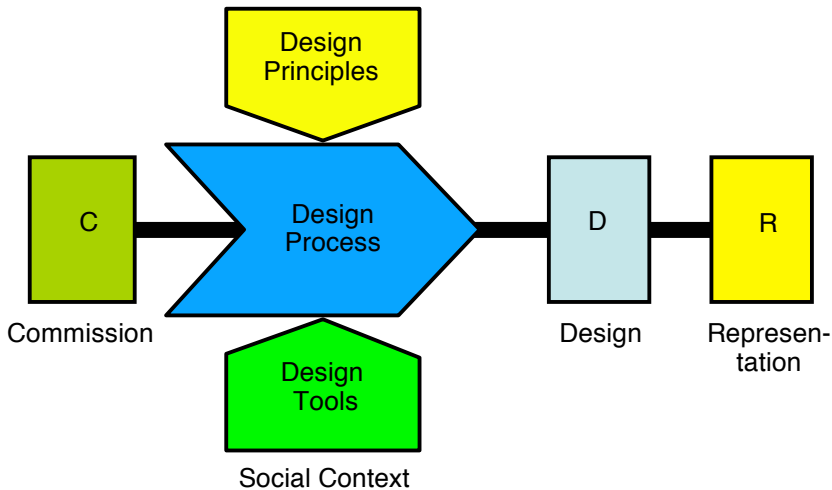 Design
Principles
C
Design
Process
D
R
Commission
Design
Represen-
tation
Design
Tools
Social Context